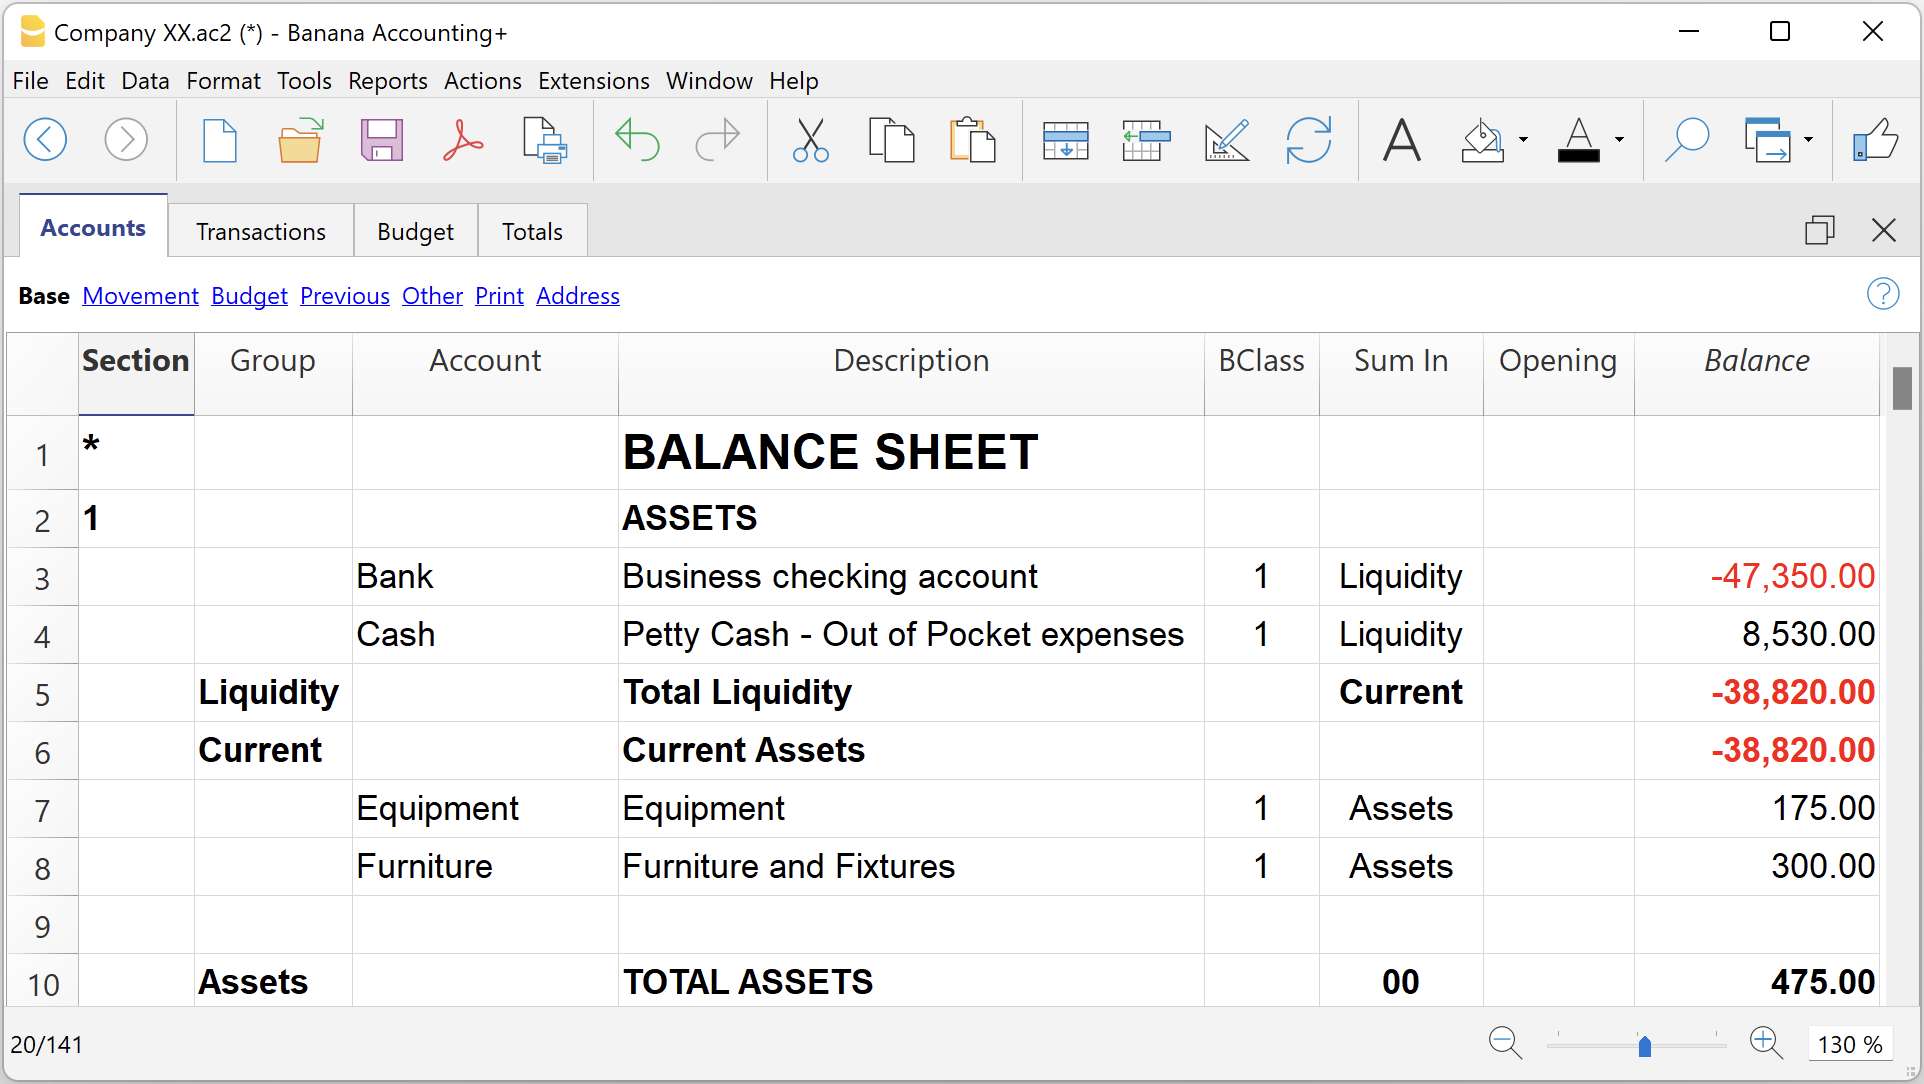 Company XX.ac2 (*) - Banana Accounting+
File Edit Data Format Tools Reports Actions Extensions Window Help
Accounts Transactions Budget Totals
Base Movement Budget Previous Other Print Address
Section Group Account Description BClass Sum In Opening Balance
1 * BALANCE SHEET
2 1 ASSETS
3 Bank Business checking account 1 Liquidity -47,350.00
4 Cash Petty Cash - Out of Pocket expenses 1 Liquidity 8,530.00
5 Liquidity Total Liquidity Current -38,820.00
6 Current Current Assets -38,820.00
7 Equipment Equipment 1 Assets 175.00
8 Furniture Furniture and Fixtures 1 Assets 300.00
9
10 Assets TOTAL ASSETS 00 475.00
20/141 130 %